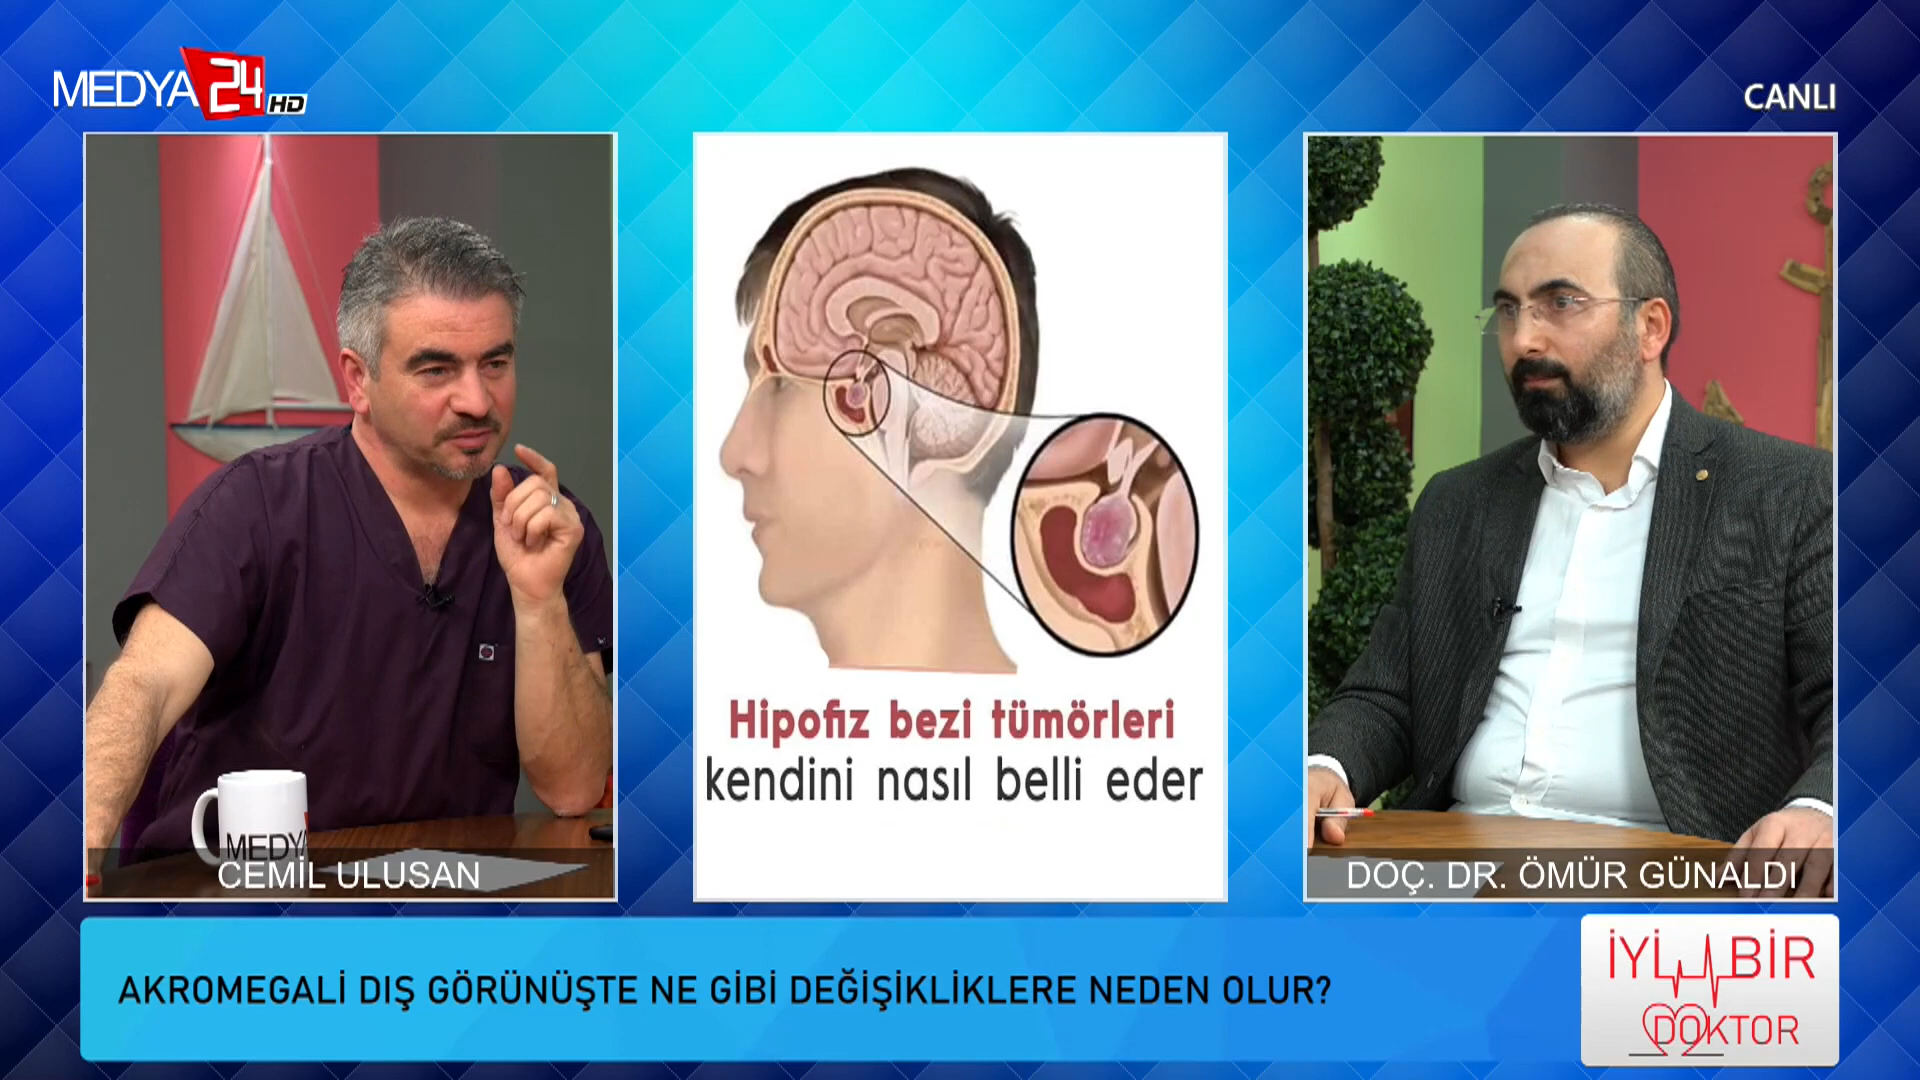 MEDYA 24 HD
CANLI
Hipofiz bezi tümörleri
kendini nasıl belli eder
MEDYA
CEMİL ULUSAN
DOÇ. DR. ÖMÜR GÜNALDI
AKROMEGALİ DIŞ GÖRÜNÜŞTE NE GİBİ DEĞİŞİKLİKLERE NEDEN OLUR?
İYİ BİR
DOKTOR